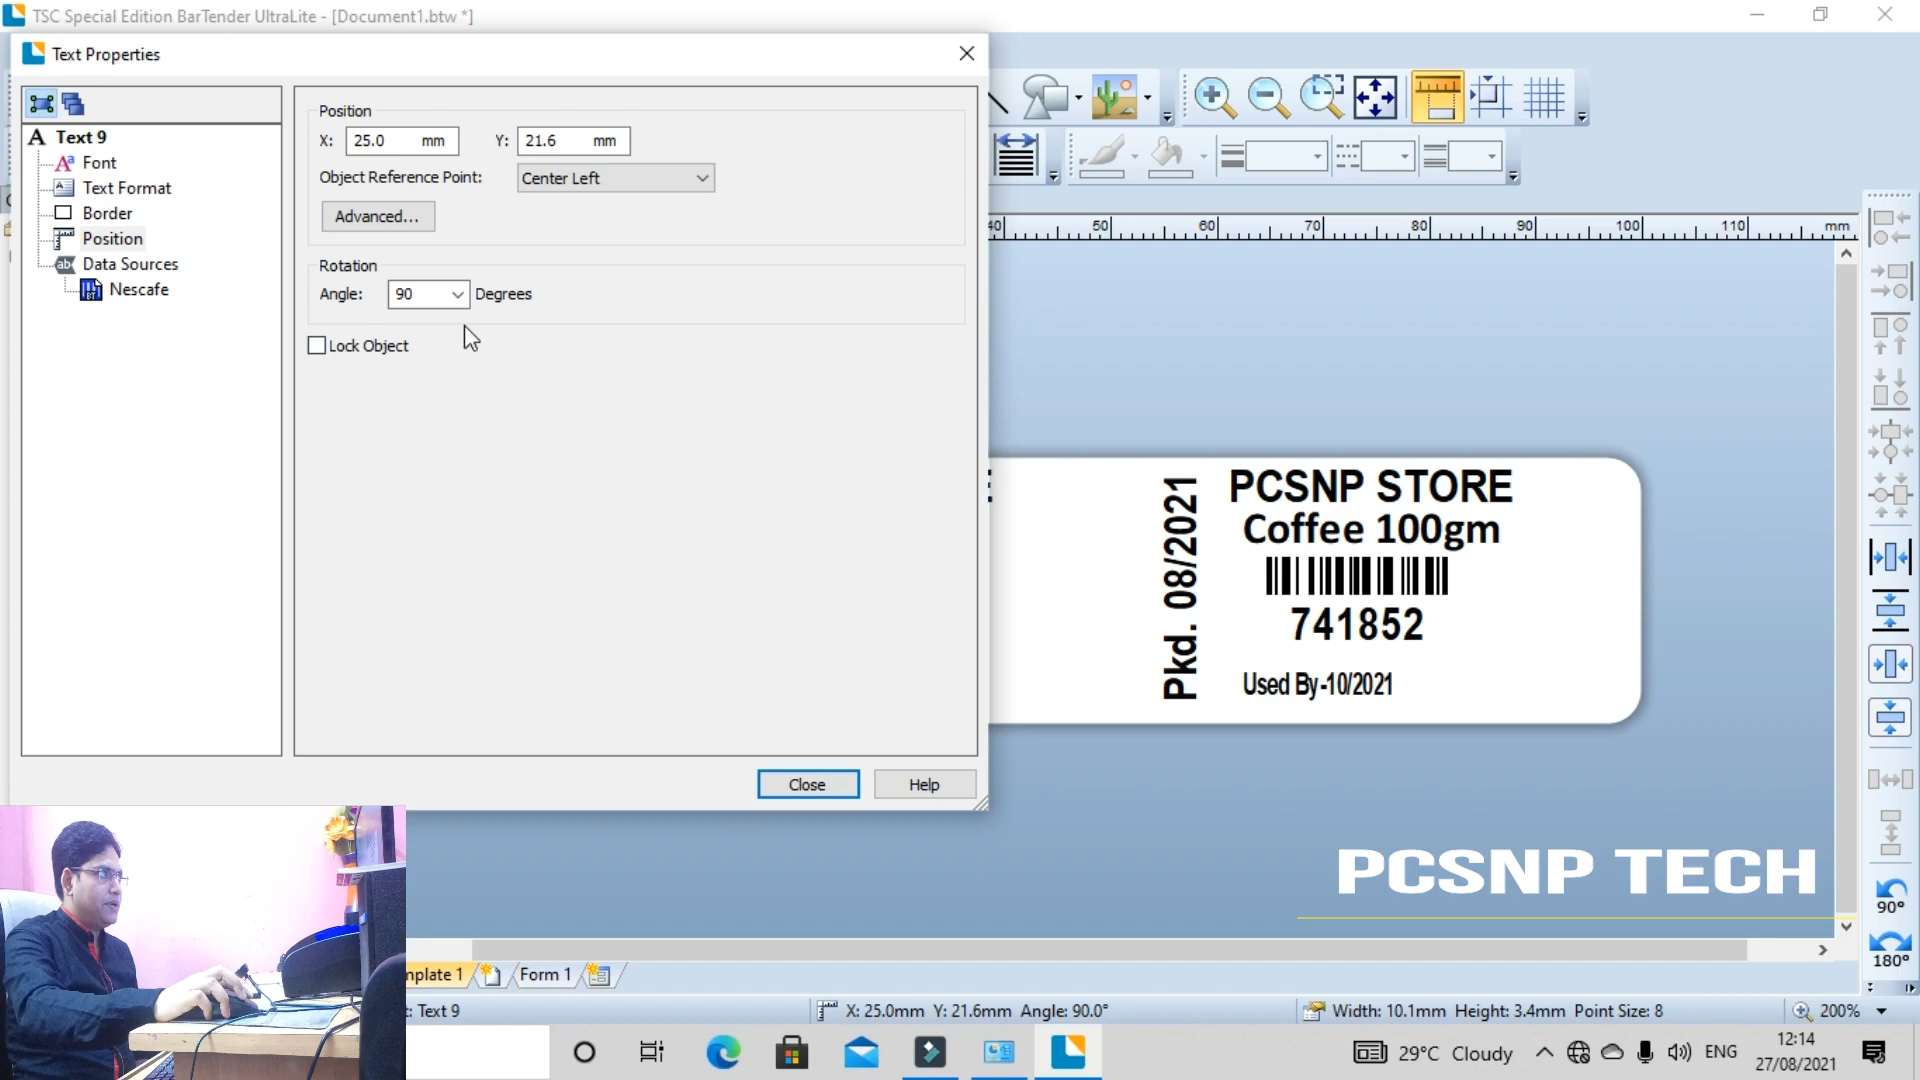 TSC Special Edition BarTender UltraLite - [Document1.btw *]
Text Properties
Text 9
Font
Text Format
Border
Position
Data Sources
Nescafe
Position
X: 25.0 mm Y: 21.6 mm
Object Reference Point: Center Left
Advanced...
Rotation
Angle: 90 Degrees
Lock Object
Close Help
40 50 60 70 80 90 100 110 mm
Pkd. 08/2021
PCSNP STORE
Coffee 100gm
741852
Used By-10/2021
PCSNP TECH
90°
180°
mplate 1 Form 1
: Text 9 X: 25.0mm Y: 21.6mm Angle: 90.0° Width: 10.1mm Height: 3.4mm Point Size: 8 200%
29°C Cloudy ENG 12:14
27/08/2021